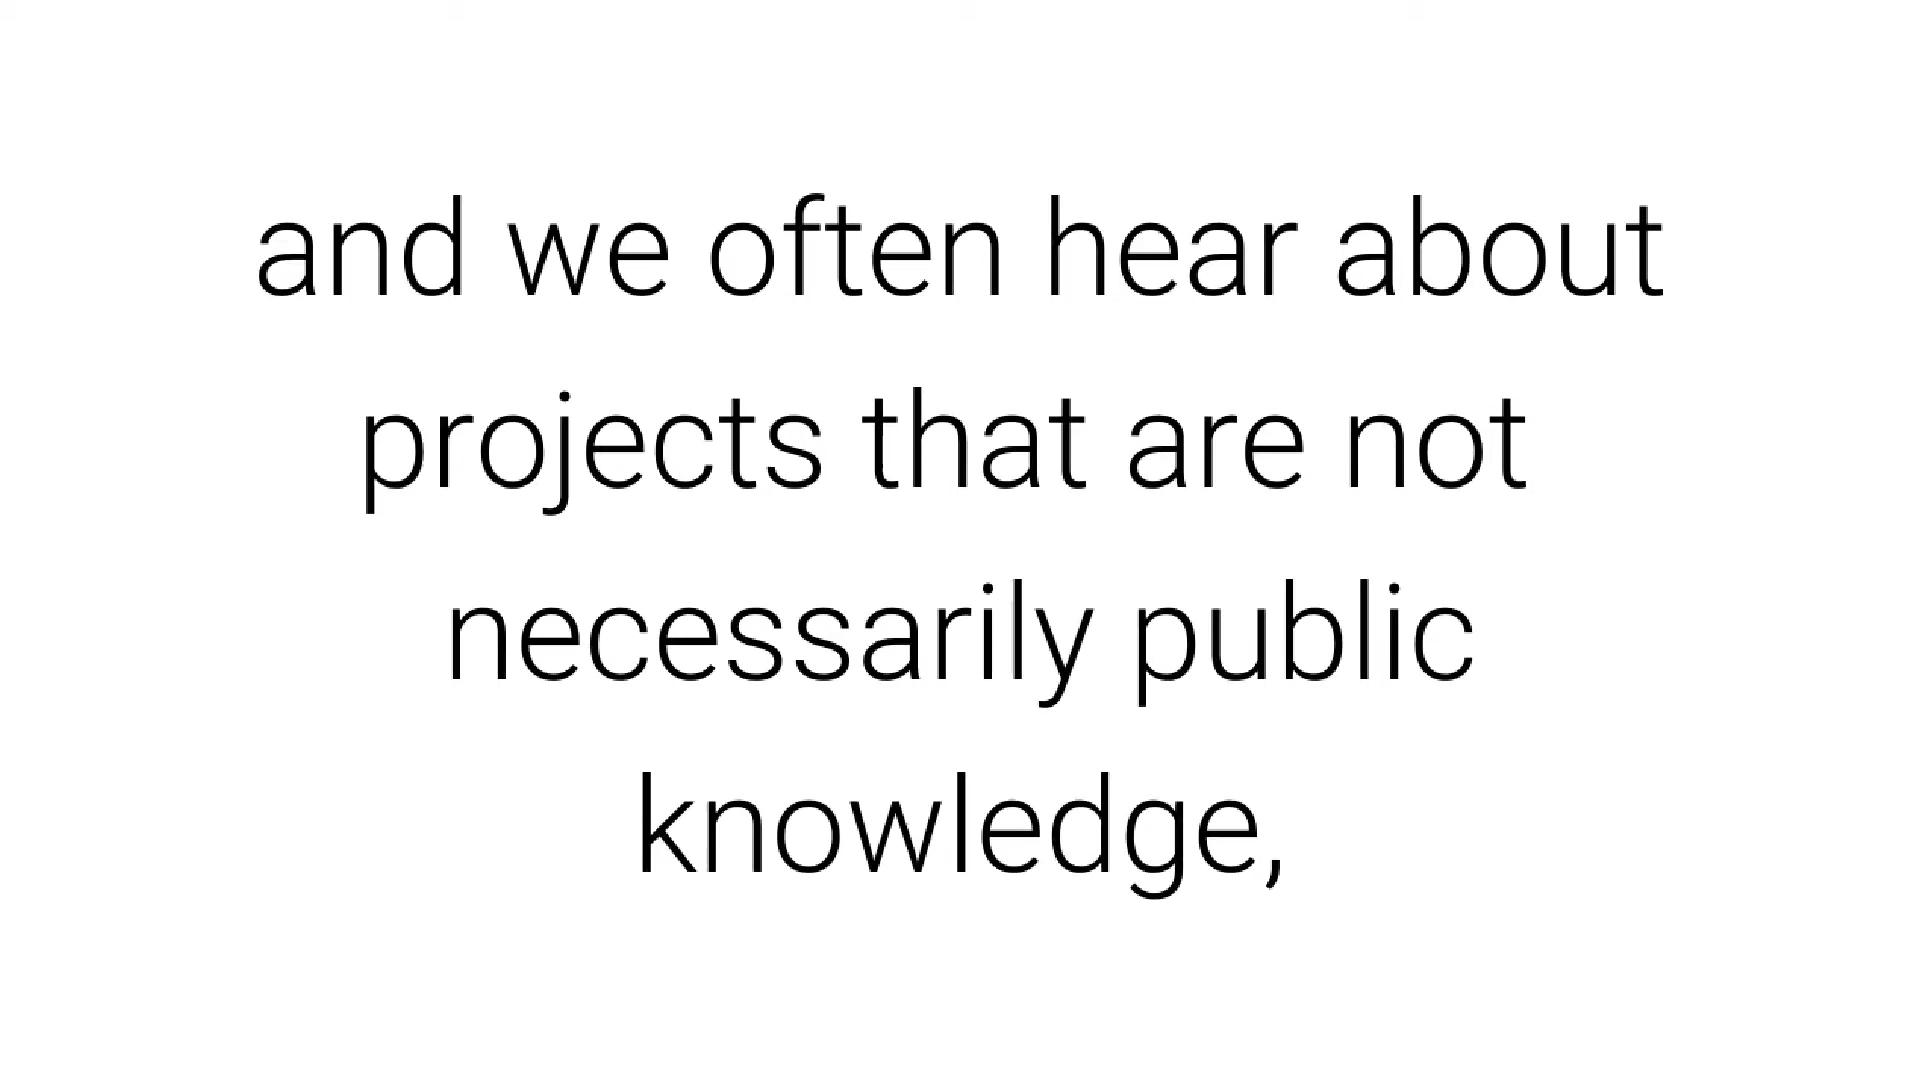 and we often hear about
projects that are not
necessarily public
knowledge,